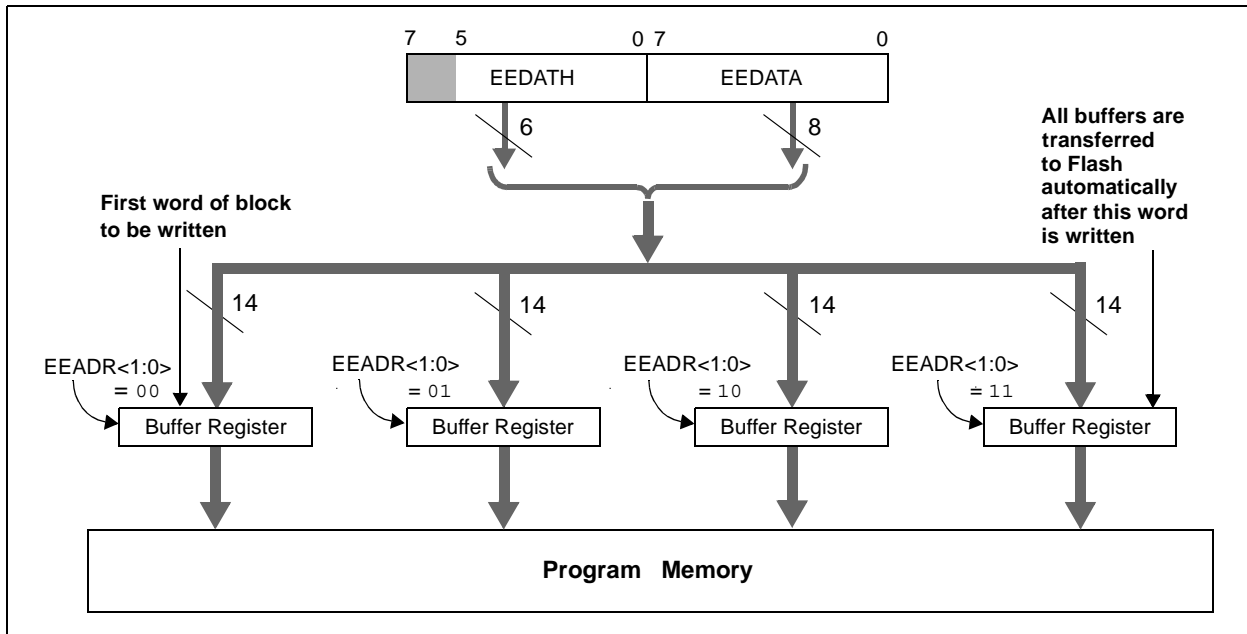 7 5 0 7 0
EEDATH EEDATA
6 8
All buffers are
transferred
to Flash
automatically
after this word
is written
First word of block
to be written
14 14 14 14
EEADR<1:0>
= 00
EEADR<1:0>
= 01
EEADR<1:0>
= 10
EEADR<1:0>
= 11
Buffer Register Buffer Register Buffer Register Buffer Register
Program Memory